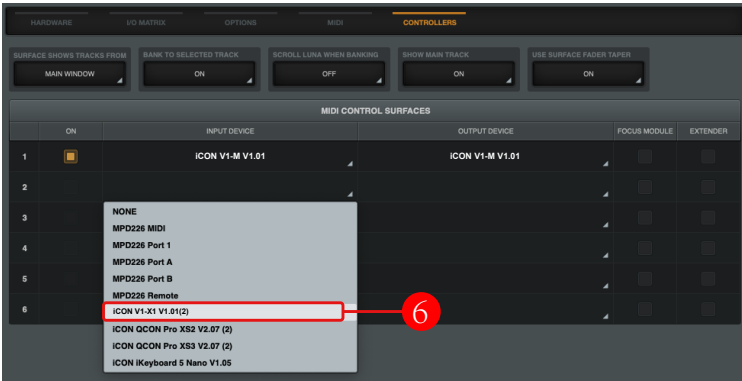 HARDWARE I/O MATRIX OPTIONS MIDI CONTROLLERS
SURFACE SHOWS TRACKS FROM BANK TO SELECTED TRACK SCROLL LUNA WHEN BANKING SHOW MAIN TRACK USE SURFACE FADER TAPER
MAIN WINDOW ON OFF ON ON
MIDI CONTROL SURFACES
ON INPUT DEVICE OUTPUT DEVICE FOCUS MODULE EXTENDER
1 iCON V1-M V1.01 iCON V1-M V1.01
2
NONE
3
MPD226 MIDI
MPD226 Port 1
4
MPD226 Port A
5
MPD226 Port B
MPD226 Remote
6 iCON V1-X1 V1.01(2) 6
iCON QCON Pro XS2 V2.07 (2)
iCON QCON Pro XS3 V2.07 (2)
iCON iKeyboard 5 Nano V1.05